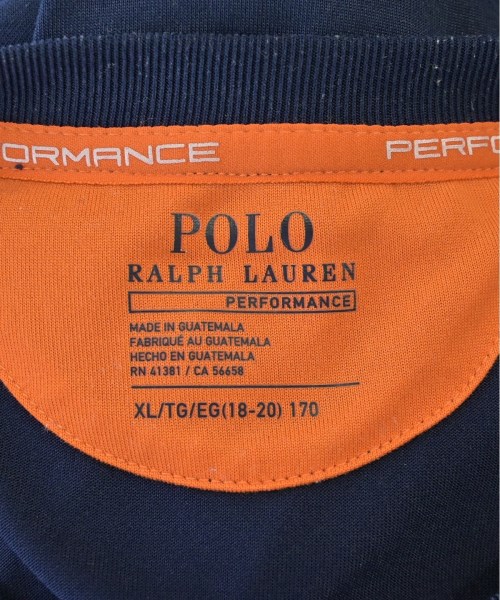 ORMANCE PERFO
POLO
RALPH LAUREN
PERFORMANCE
MADE IN GUATEMALA
FABRIQUÉ AU GUATEMALA
HECHO EN GUATEMALA
RN 41381 / CA 56658
XL/TG/EG(18-20) 170